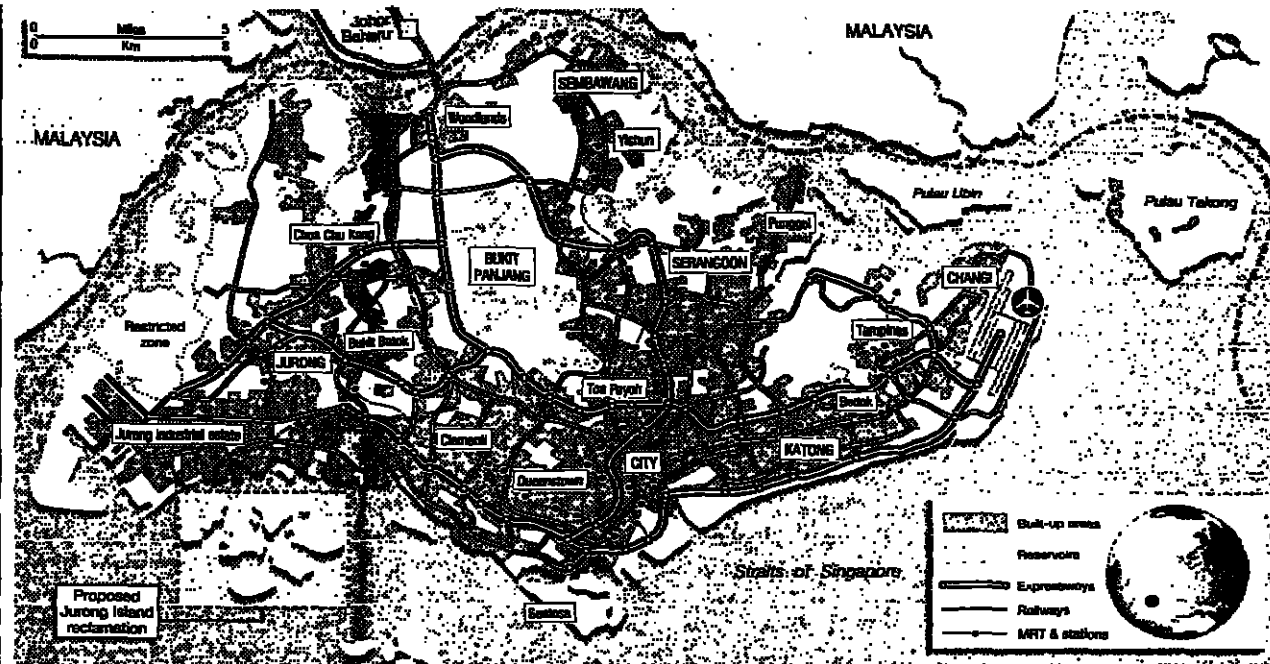 0 Miles 5
0 Km 8
Johor
Bahru
MALAYSIA
SEMBAWANG
MALAYSIA
Woodlands
Yishun
Pulau Ubin
Pulau Tekong
Punggol
Choa Chu Kang
BUKIT
PANJANG
SERANGOON
CHANGI
Restricted
zone
Tampines
Bukit Batok
JURONG
Toa Payoh
Bedok
Jurong industrial estate
Clementi
CITY
KATONG
Queenstown
Built-up areas
Reservoirs
Straits of Singapore
Expressways
Proposed
Jurong Island
reclamation
Sentosa
Railways
MRT & stations